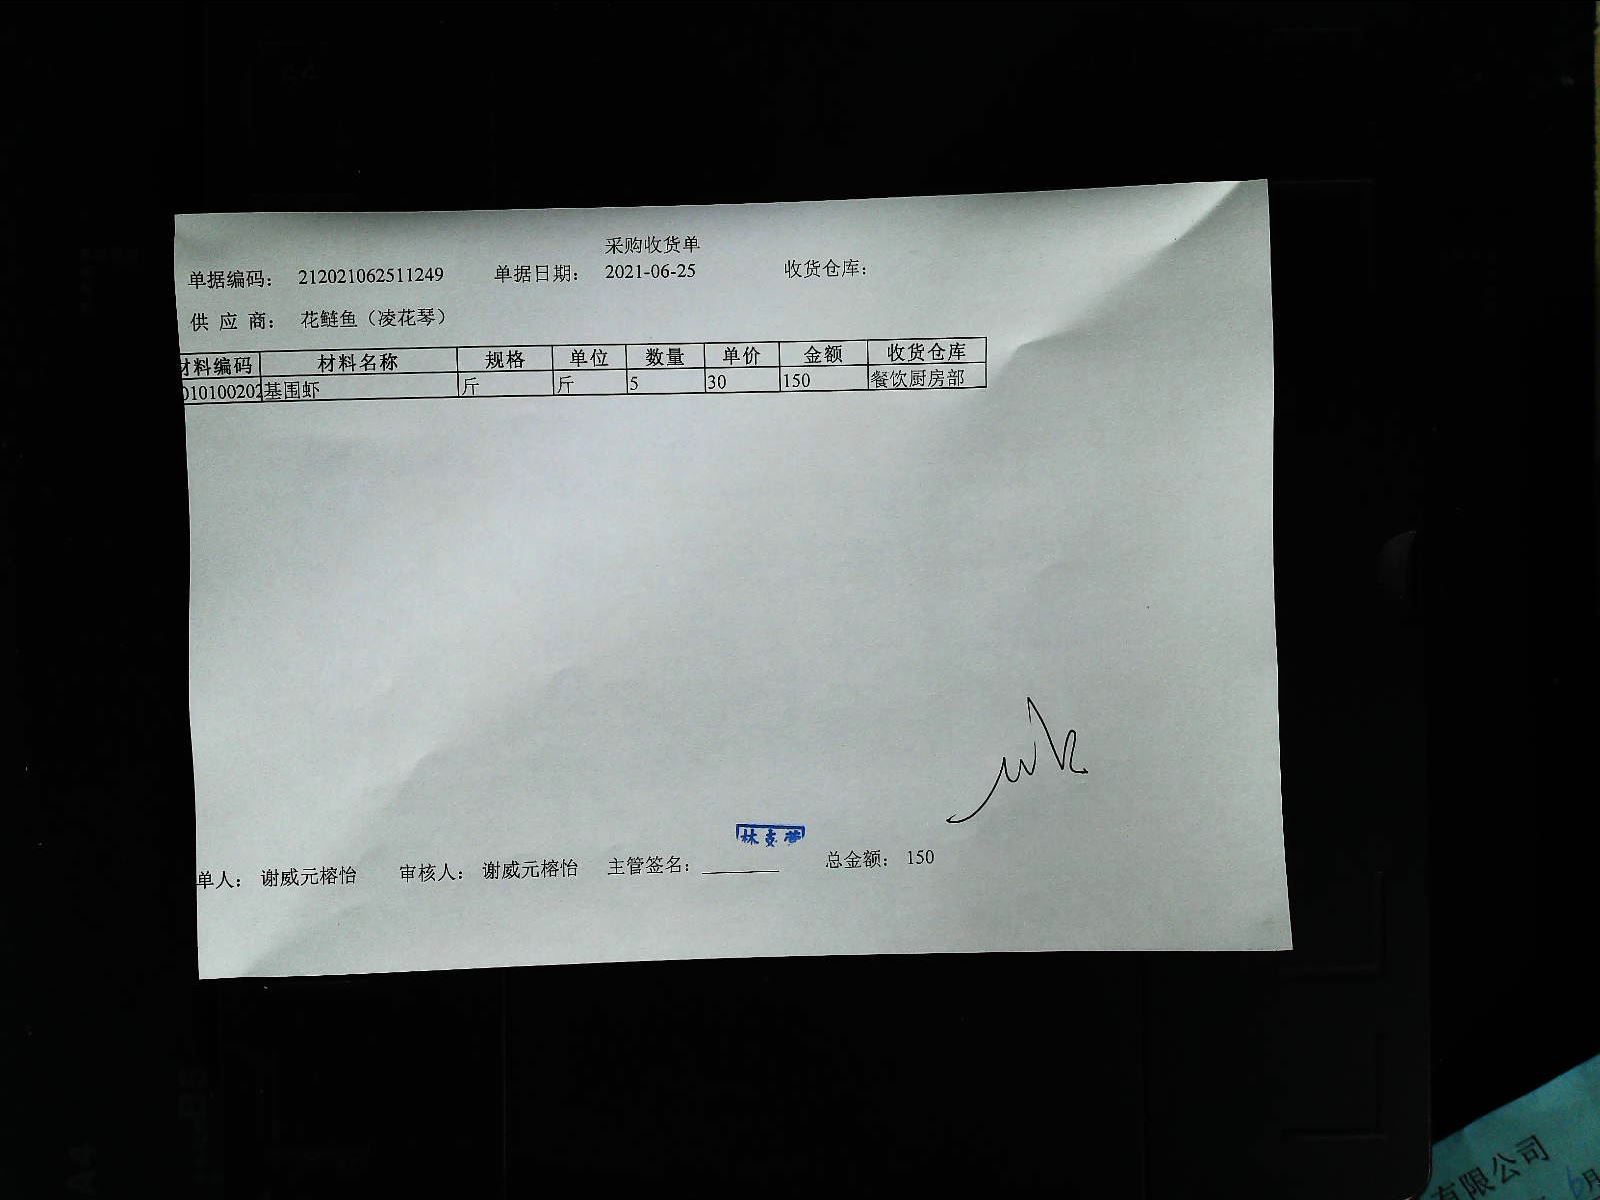 采购收货单
单据编码： 212021062511249 单据日期： 2021-06-25 收货仓库：
供 应 商： 花鲢鱼（凌花琴）
材料编码 材料名称 规格 单位 数量 单价 金额 收货仓库
010100202 基围虾 斤 斤 5 30 150 餐饮厨房部
单人： 谢威元榕怡 审核人： 谢威元榕怡 主管签名： 总金额： 150
有限公司
月